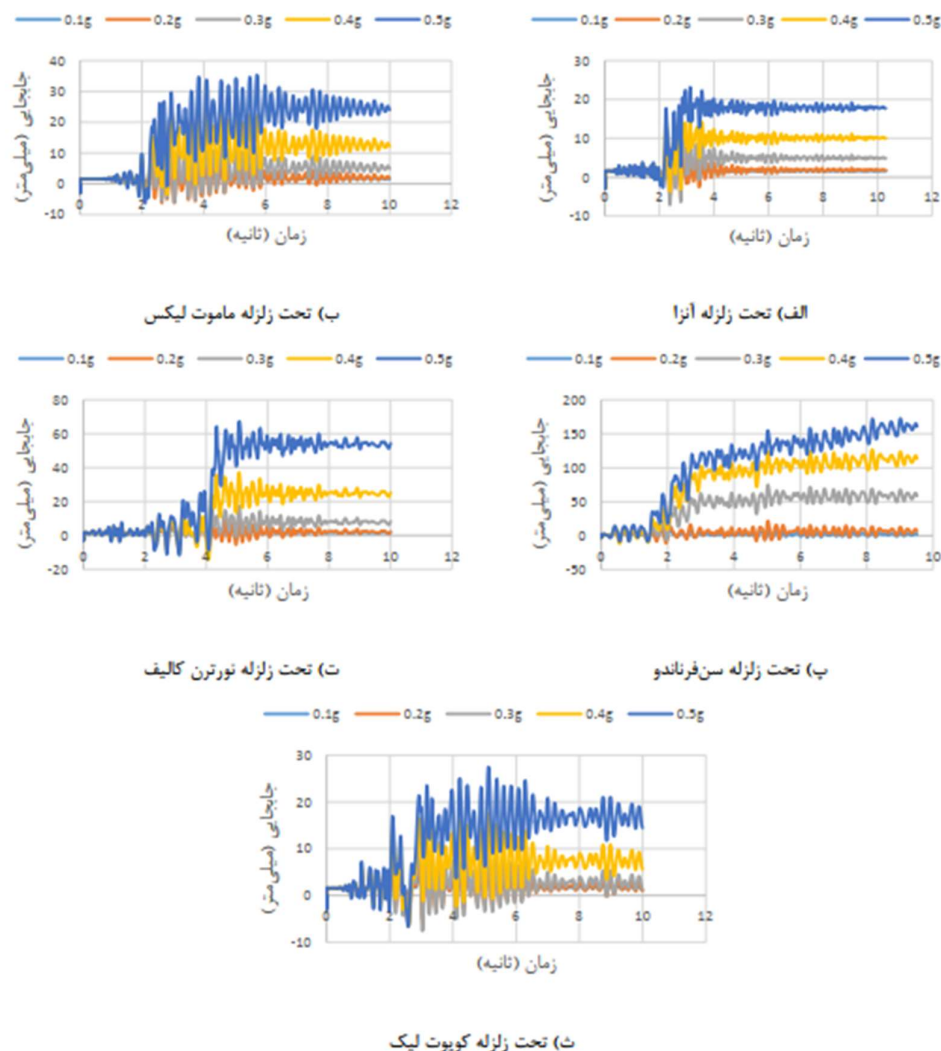 0.1g 0.2g 0.3g 0.4g 0.5g
جابجایی (میلی‌متر)
40
30
20
10
0
-10
0 2 4 6 8 10 12
زمان (ثانیه)
ب) تحت زلزله ماموت لیکس
0.1g 0.2g 0.3g 0.4g 0.5g
جابجایی (میلی‌متر)
30
20
10
0
-10
0 2 4 6 8 10 12
زمان (ثانیه)
الف) تحت زلزله آنزا
0.1g 0.2g 0.3g 0.4g 0.5g
جابجایی (میلی‌متر)
80
60
40
20
0
-20
0 2 4 6 8 10 12
زمان (ثانیه)
ت) تحت زلزله نورترن کالیف
0.1g 0.2g 0.3g 0.4g 0.5g
جابجایی (میلی‌متر)
200
150
100
50
0
-50
0 2 4 6 8 10
زمان (ثانیه)
پ) تحت زلزله سن‌فرناندو
0.1g 0.2g 0.3g 0.4g 0.5g
جابجایی (میلی‌متر)
30
20
10
0
-10
0 2 4 6 8 10 12
زمان (ثانیه)
ث) تحت زلزله کویوت لیک